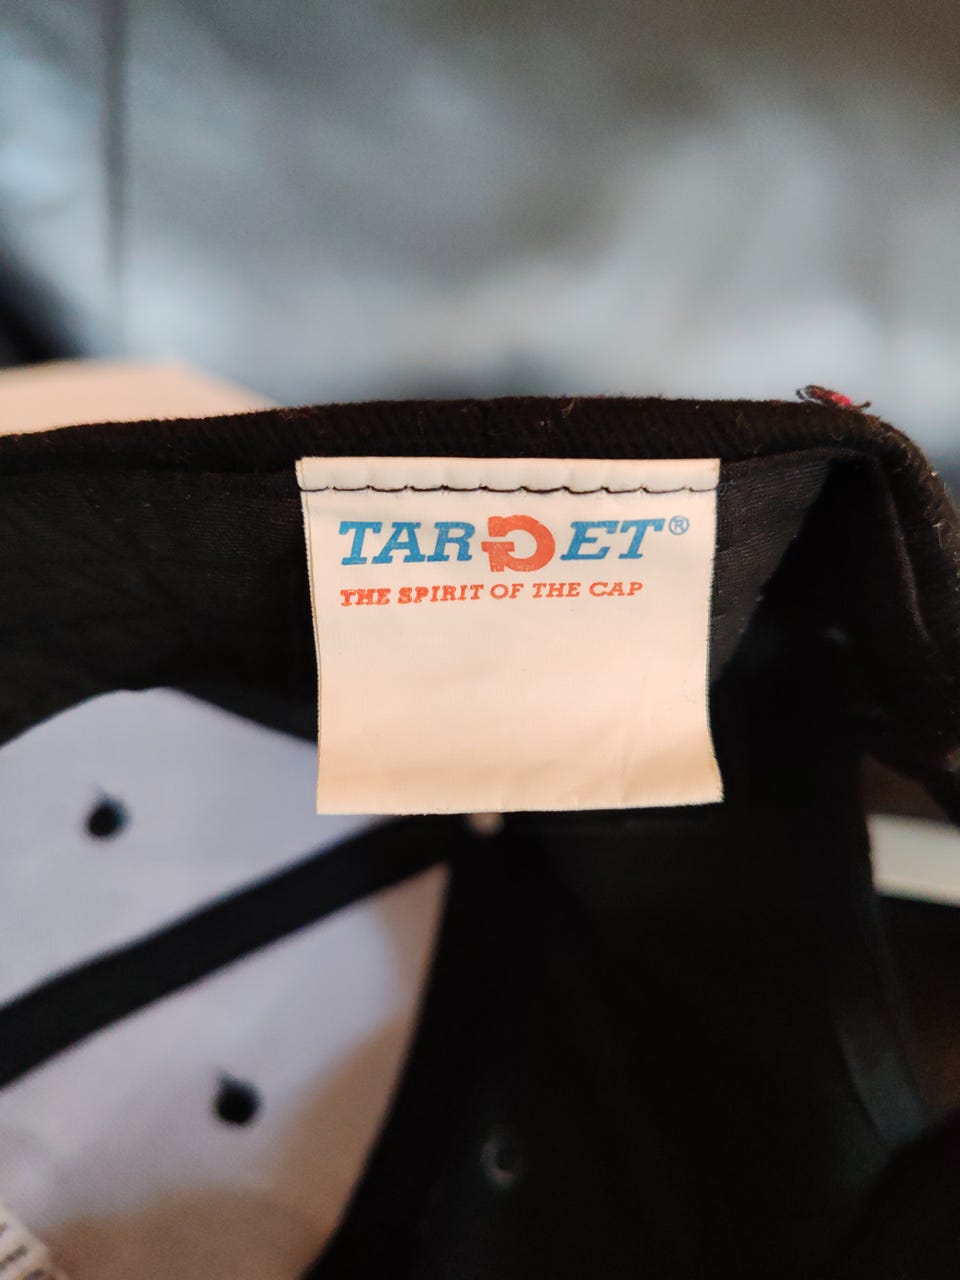 TARGET®
THE SPIRIT OF THE CAP